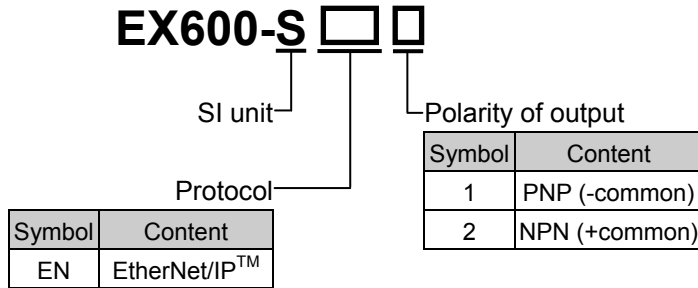 EX600-S □□ □
SI unit
Polarity of output
Symbol Content
1 PNP (-common)
2 NPN (+common)
Protocol
Symbol Content
EN EtherNet/IP™